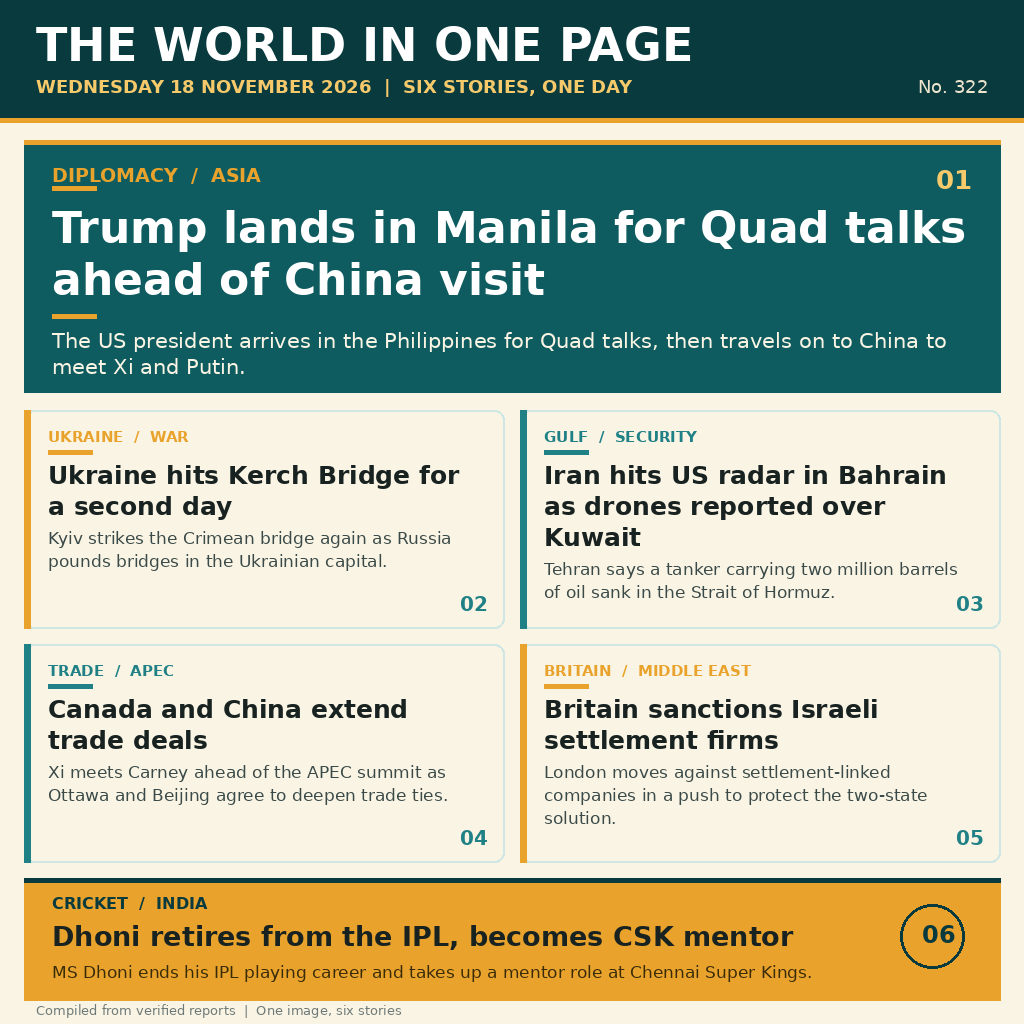 THE WORLD IN ONE PAGE
WEDNESDAY 18 NOVEMBER 2026 | SIX STORIES, ONE DAY
No. 322
DIPLOMACY / ASIA
01
Trump lands in Manila for Quad talks
ahead of China visit
The US president arrives in the Philippines for Quad talks, then travels on to China to
meet Xi and Putin.
UKRAINE / WAR
Ukraine hits Kerch Bridge for
a second day
Kyiv strikes the Crimean bridge again as Russia
pounds bridges in the Ukrainian capital.
02
GULF / SECURITY
Iran hits US radar in Bahrain
as drones reported over
Kuwait
Tehran says a tanker carrying two million barrels
of oil sank in the Strait of Hormuz.
03
TRADE / APEC
Canada and China extend
trade deals
Xi meets Carney ahead of the APEC summit as
Ottawa and Beijing agree to deepen trade ties.
04
BRITAIN / MIDDLE EAST
Britain sanctions Israeli
settlement firms
London moves against settlement-linked
companies in a push to protect the two-state
solution.
05
CRICKET / INDIA
Dhoni retires from the IPL, becomes CSK mentor
MS Dhoni ends his IPL playing career and takes up a mentor role at Chennai Super Kings.
06
Compiled from verified reports | One image, six stories